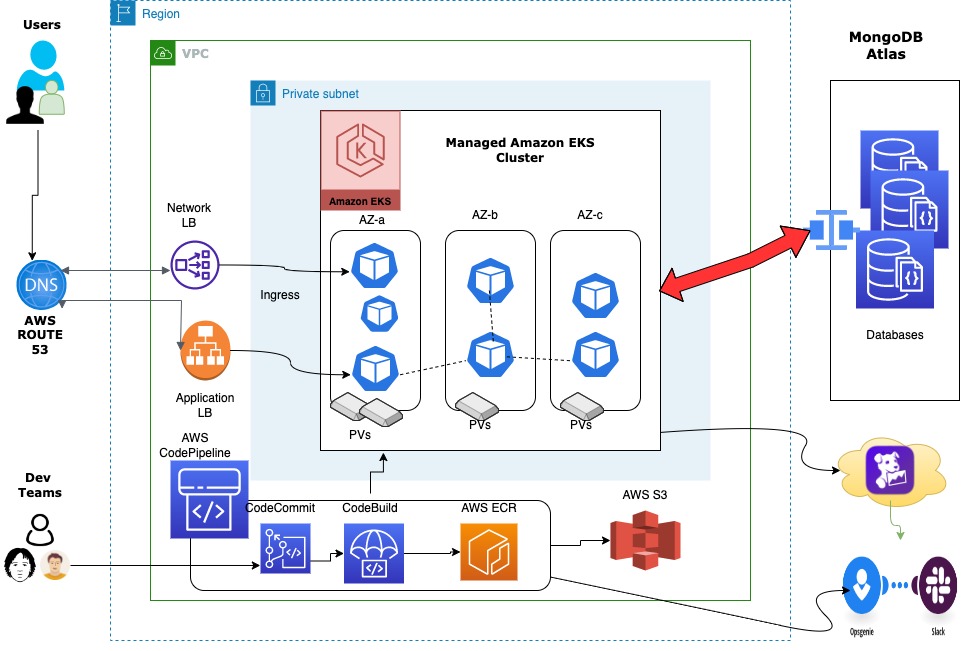 Users
Region
VPC
Private subnet
MongoDB
Atlas
Managed Amazon EKS
Cluster
K
Amazon EKS
AZ-a
AZ-b
AZ-c
Network
LB
DNS
AWS
ROUTE
53
Ingress
Application
LB
Databases
PVs
PVs
PVs
AWS
CodePipeline
Dev
Teams
CodeCommit
CodeBuild
AWS ECR
AWS S3
Opsgenie
Slack